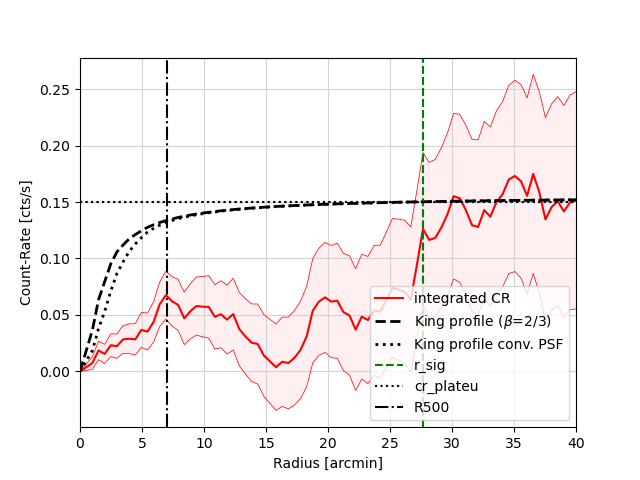 0.25
0.20
0.15
0.10
0.05
0.00
Count-Rate [cts/s]
integrated CR
King profile (β=2/3)
King profile conv. PSF
r_sig
cr_plateu
R500
0 5 10 15 20 25 30 35 40
Radius [arcmin]